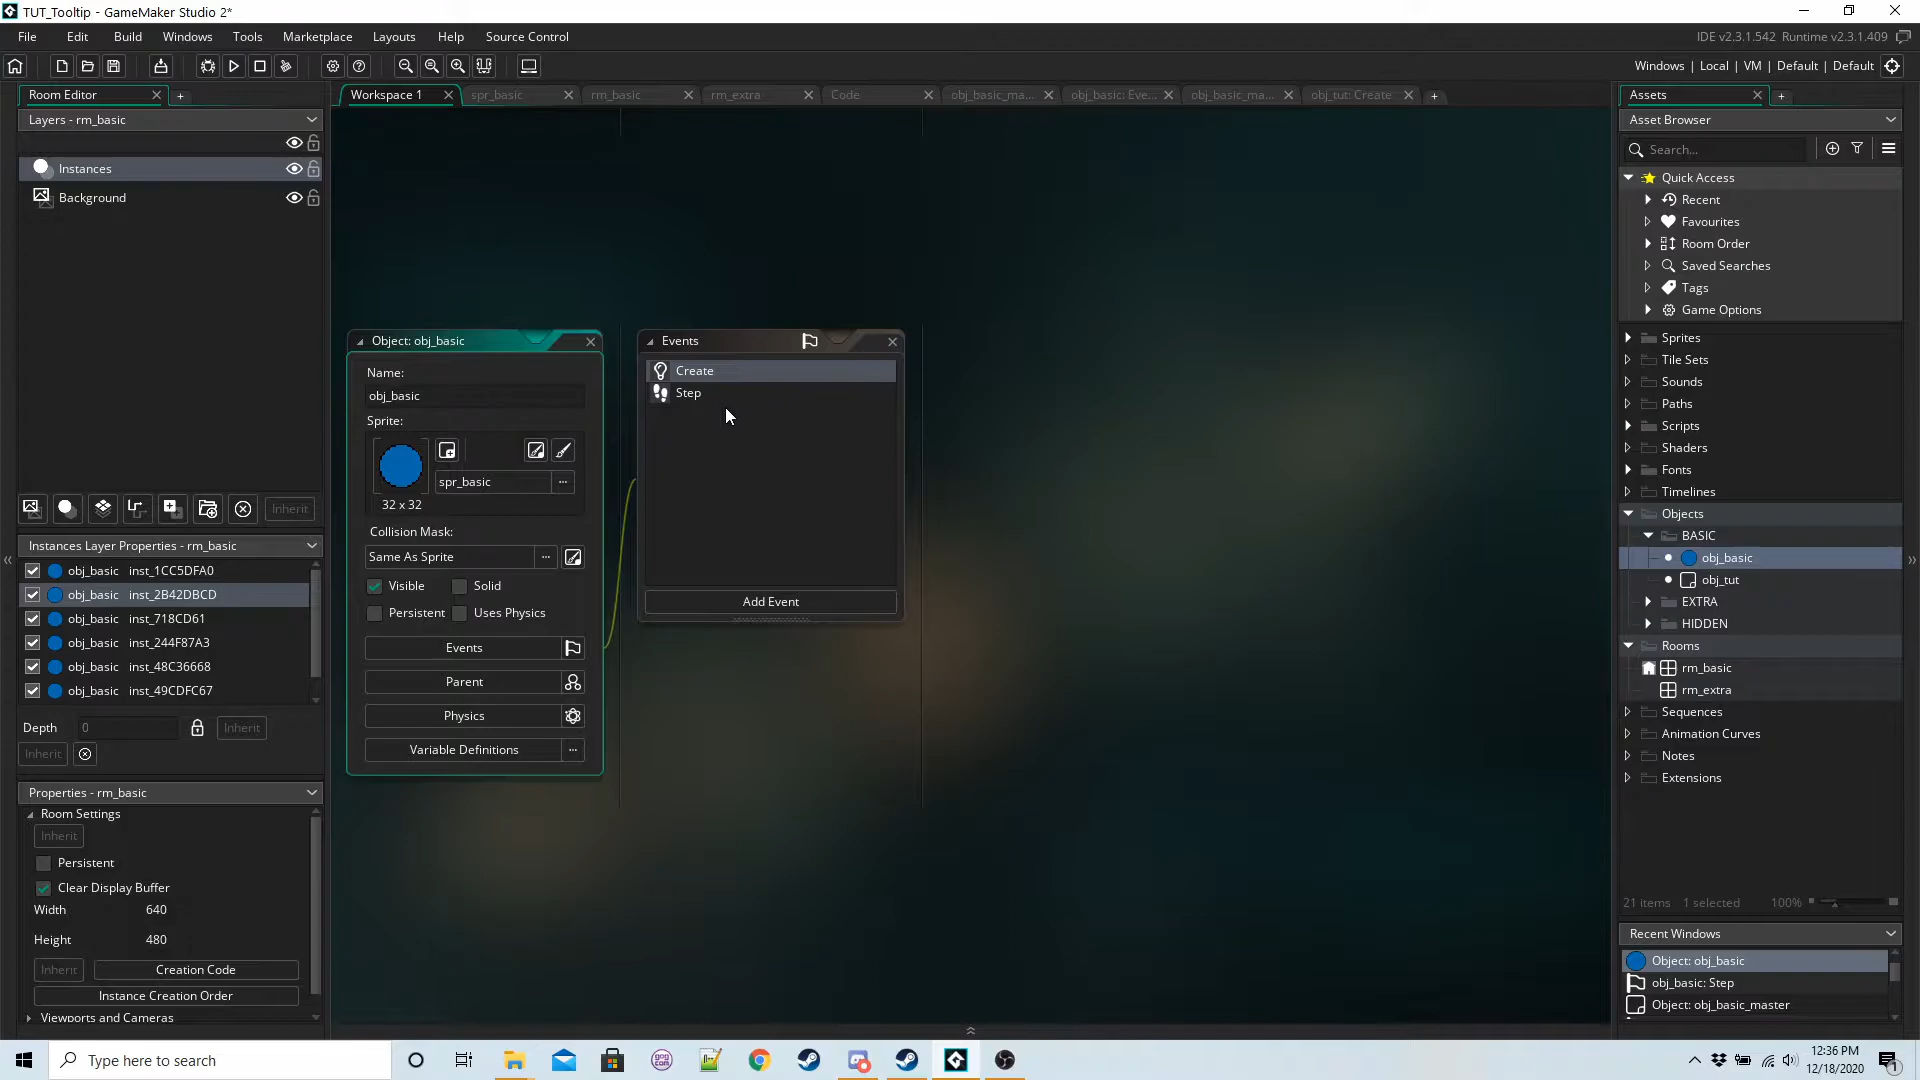 TUT_Tooltip - GameMaker Studio 2*
File Edit Build Windows Tools Marketplace Layouts Help Source Control
IDE v2.3.1.542 Runtime v2.3.1.409
Windows | Local | VM | Default | Default
Room Editor
Layers - rm_basic
Instances
Background
Inherit
Instances Layer Properties - rm_basic
obj_basic inst_1CC5DFA0
obj_basic inst_2B42DBCD
obj_basic inst_718CD61
obj_basic inst_244F87A3
obj_basic inst_48C36668
obj_basic inst_49CDFC67
Depth 0 Inherit
Inherit
Properties - rm_basic
Room Settings
Inherit
Persistent
Clear Display Buffer
Width 640
Height 480
Inherit Creation Code
Instance Creation Order
Viewports and Cameras
Workspace 1 spr_basic rm_basic rm_extra Code obj_basic_ma... obj_basic: Eve... obj_basic_ma... obj_tut: Create
Object: obj_basic
Name:
obj_basic
Sprite:
spr_basic ...
32 x 32
Collision Mask:
Same As Sprite ...
Visible Solid
Persistent Uses Physics
Events
Parent
Physics
Variable Definitions ...
Events
Create
Step
Add Event
Assets
Asset Browser
Search...
Quick Access
Recent
Favourites
Room Order
Saved Searches
Tags
Game Options
Sprites
Tile Sets
Sounds
Paths
Scripts
Shaders
Fonts
Timelines
Objects
BASIC
obj_basic
obj_tut
EXTRA
HIDDEN
Rooms
rm_basic
rm_extra
Sequences
Animation Curves
Notes
Extensions
21 items 1 selected 100%
Recent Windows
Object: obj_basic
obj_basic: Step
Object: obj_basic_master
Type here to search
GOG COM
12:36 PM
12/18/2020
1